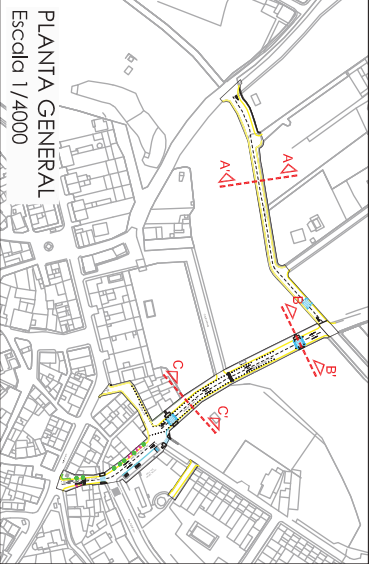 PLANTA GENERAL
Escala 1/4000
A
A'
B
B'
C
C'